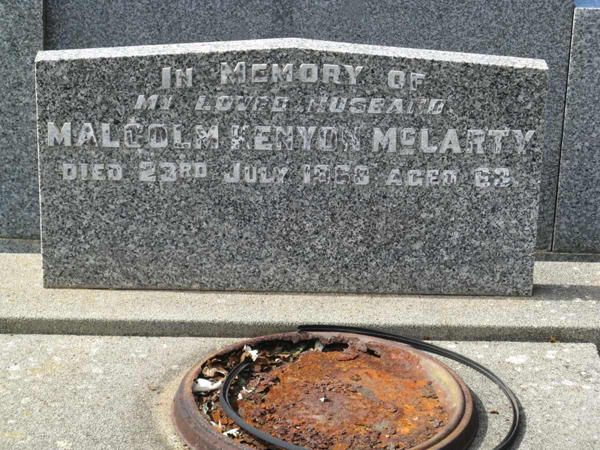 In Memory of
my loved husband
Malcolm Kenyon McLarty
Died 23rd July 1966 aged 63.